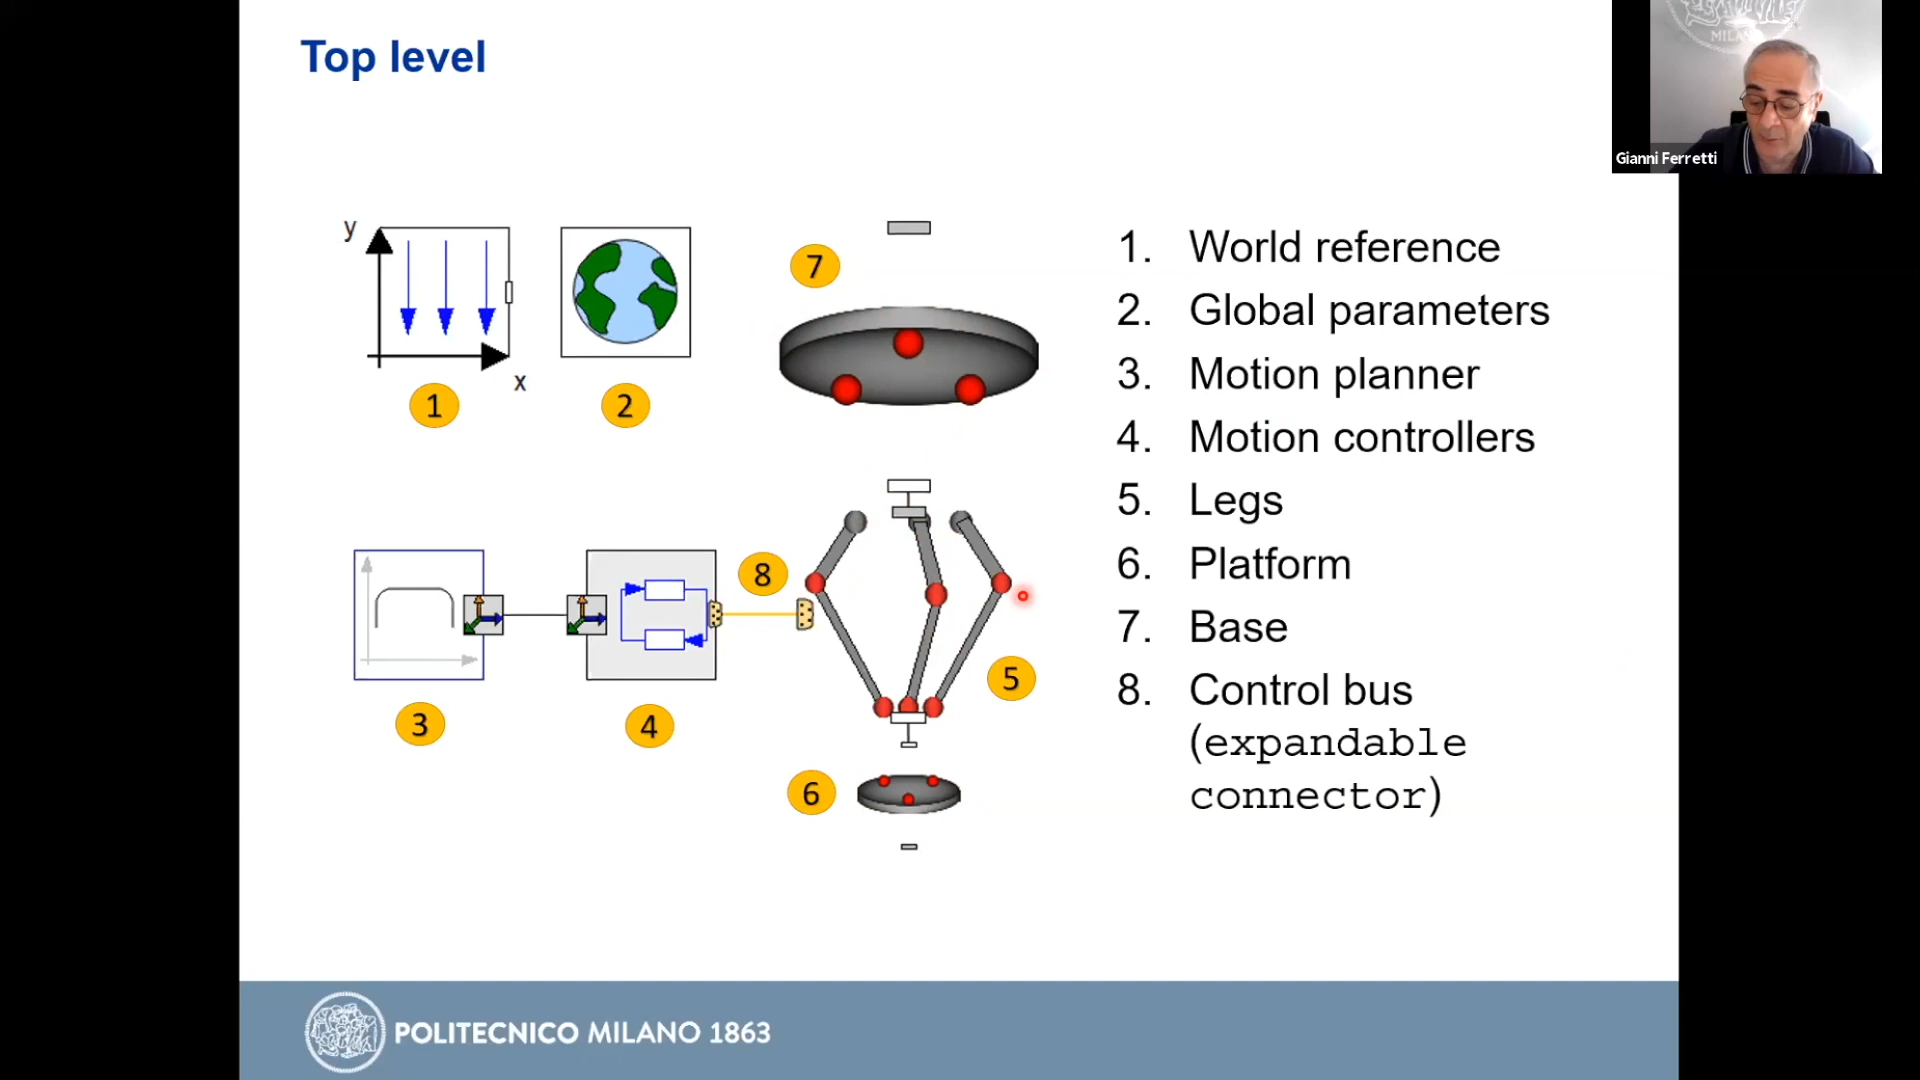 Top level
MILANO
Gianni Ferretti
y
x
1
2
7
3
4
8
5
6
1. World reference
2. Global parameters
3. Motion planner
4. Motion controllers
5. Legs
6. Platform
7. Base
8. Control bus
(expandable
connector)
POLITECNICO MILANO 1863